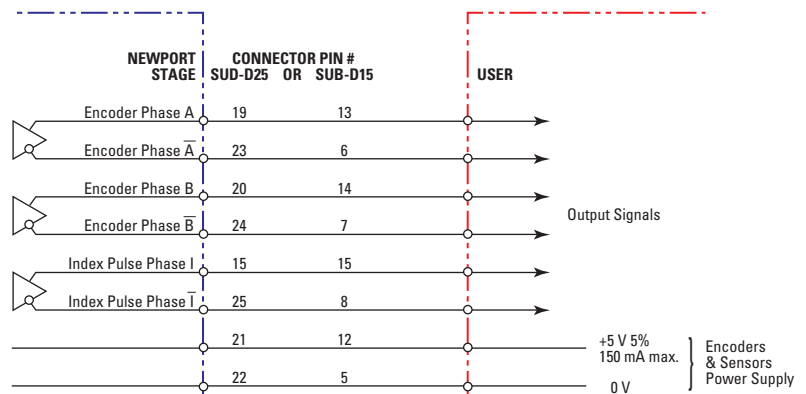 NEWPORT STAGE
CONNECTOR PIN #
SUD-D25 OR SUB-D15
USER
Encoder Phase A 19 13
Encoder Phase A̅ 23 6
Encoder Phase B 20 14
Encoder Phase B̅ 24 7
Output Signals
Index Pulse Phase I 15 15
Index Pulse Phase I̅ 25 8
21 12 +5 V 5%
150 mA max.
22 5 0 V
Encoders
& Sensors
Power Supply